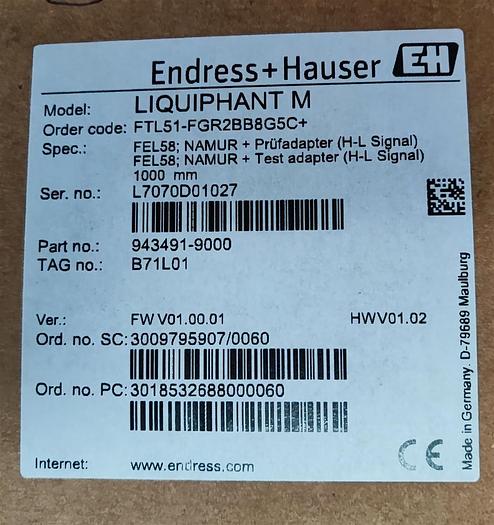 Endress+Hauser EH
Model: LIQUIPHANT M
Order code: FTL51-FGR2BB8G5C+
Spec.: FEL58; NAMUR + Prüfadapter (H-L Signal)
FEL58; NAMUR + Test adapter (H-L Signal)
1000 mm
Ser. no.: L7070D01027
Part no.: 943491-9000
TAG no.: B71L01
Ver.: FW V01.00.01 HWV01.02
Ord. no. SC: 3009795907/0060
Ord. no. PC: 3018532688000060
Internet: www.endress.com
CE
Made in Germany. D-79689 Maulburg